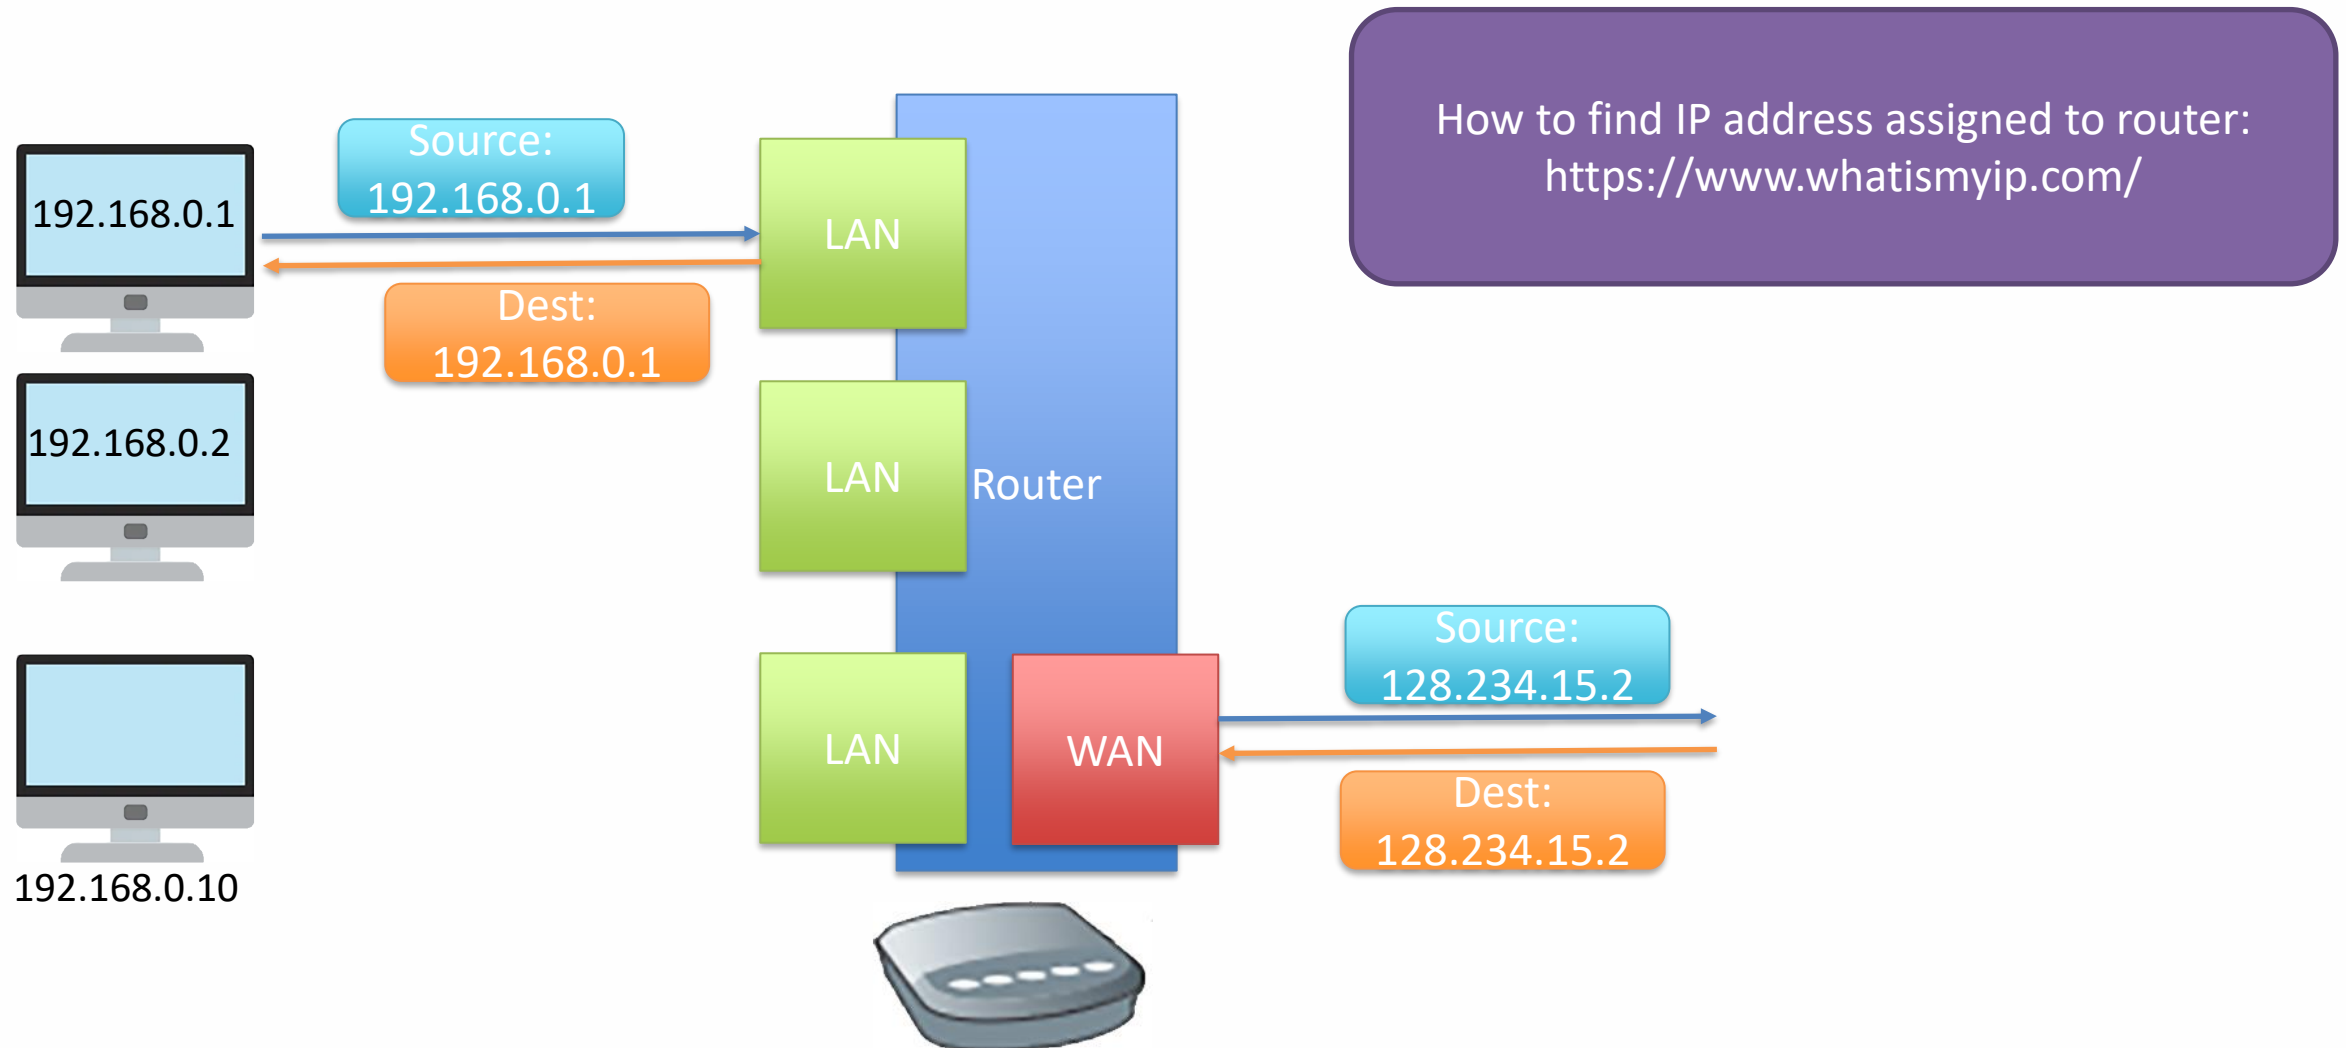 How to find IP address assigned to router:
https://www.whatismyip.com/
Source:
192.168.0.1
192.168.0.1
LAN
Dest:
192.168.0.1
192.168.0.2
LAN
Router
Source:
128.234.15.2
LAN
WAN
Dest:
128.234.15.2
192.168.0.10